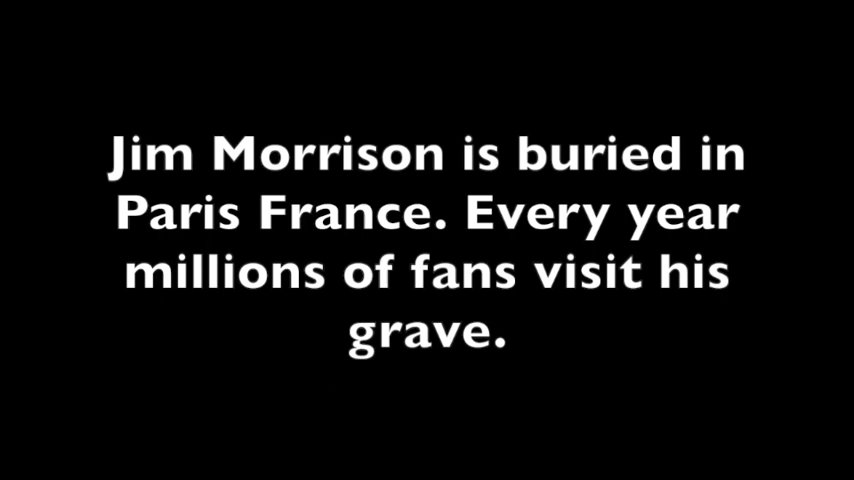 Jim Morrison is buried in
Paris France. Every year
millions of fans visit his
grave.